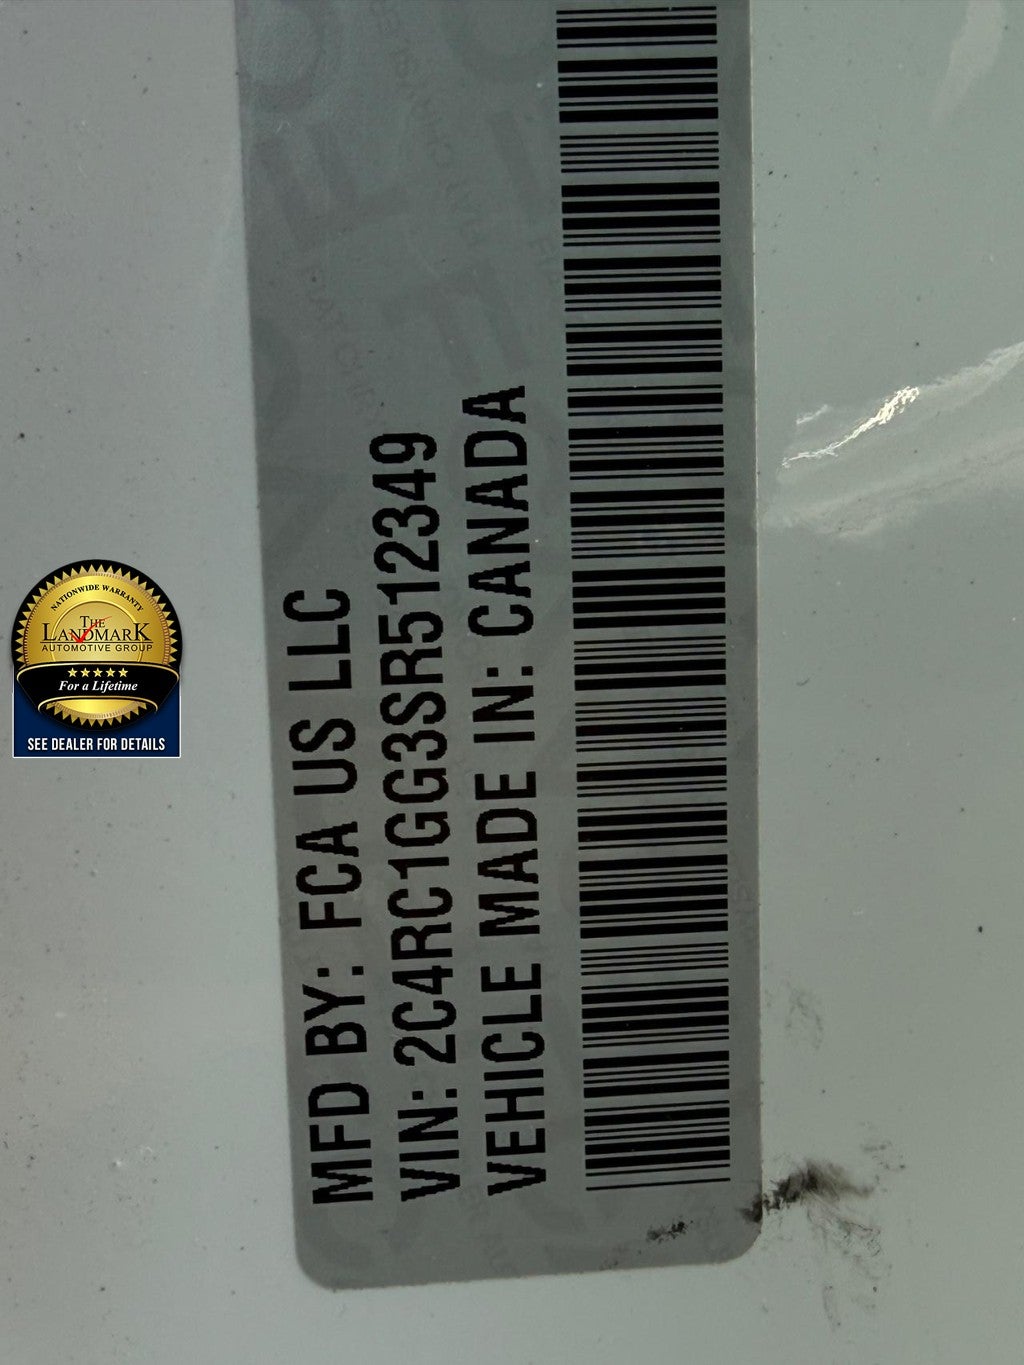 MFD BY: FCA US LLC
VIN: 2C4RC1GG3SR512349
VEHICLE MADE IN: CANADA
NATIONWIDE WARRANTY
THE
LANDMARK
AUTOMOTIVE GROUP
For a Lifetime
SEE DEALER FOR DETAILS